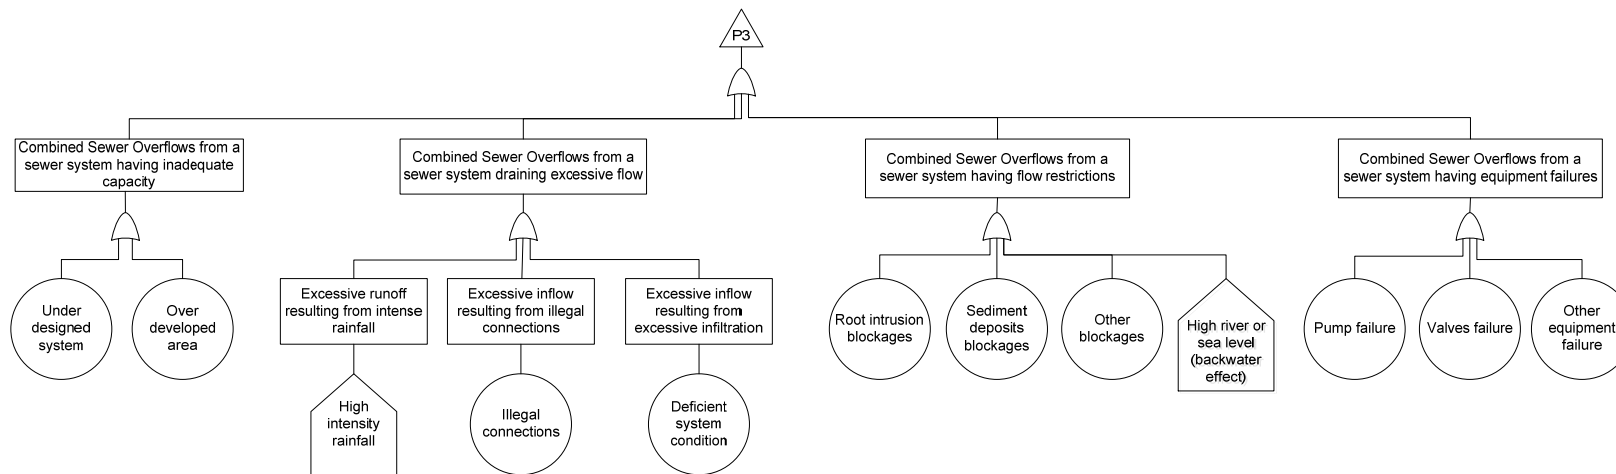 P3
Combined Sewer Overflows from a
sewer system having inadequate
capacity
Combined Sewer Overflows from a
sewer system draining excessive flow
Combined Sewer Overflows from a
sewer system having flow restrictions
Combined Sewer Overflows from a
sewer system having equipment failures
Under
designed
system
Over
developed
area
Excessive runoff
resulting from intense
rainfall
Excessive inflow
resulting from illegal
connections
Excessive inflow
resulting from
excessive infiltration
Root intrusion
blockages
Sediment
deposits
blockages
Other
blockages
High river or
sea level
(backwater
effect)
Pump failure
Valves failure
Other
equipment
failure
High
intensity
rainfall
Illegal
connections
Deficient
system
condition